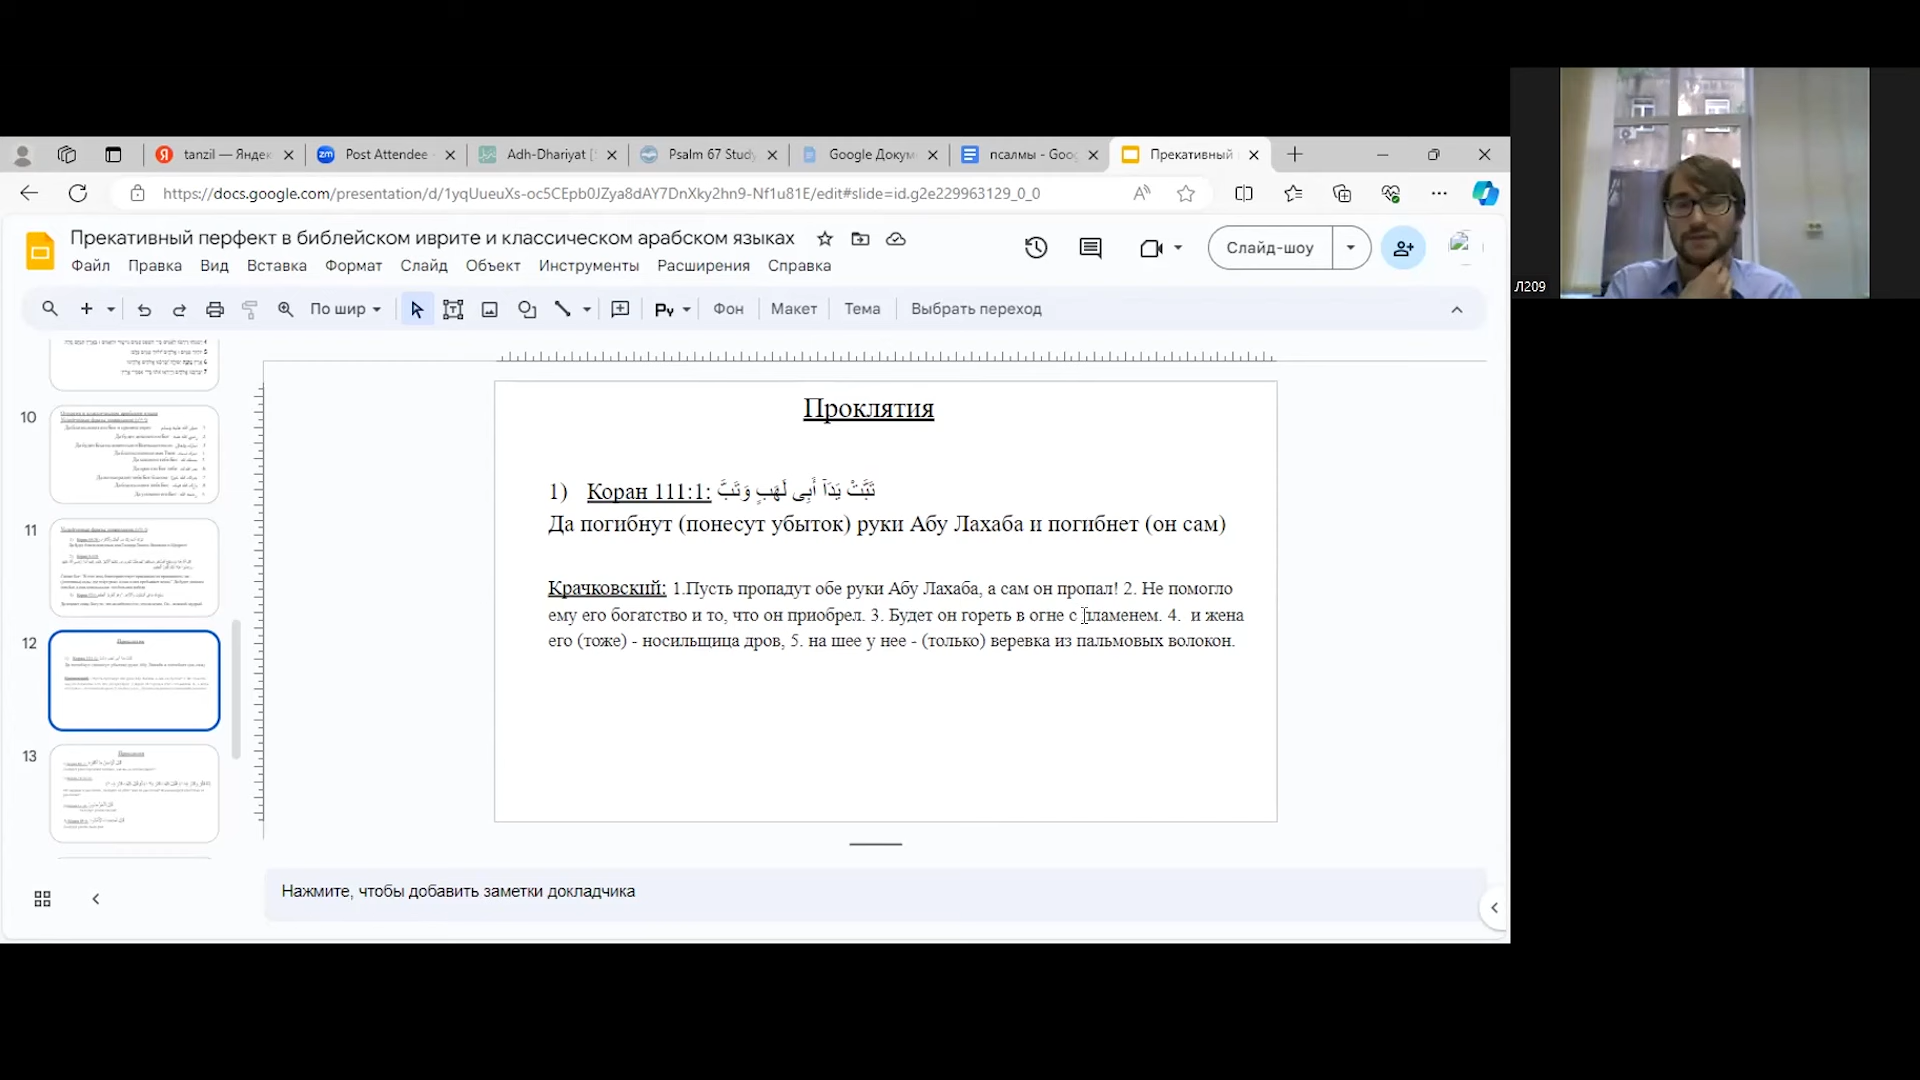 tanzil — Яндек
Post Attendee -
Adh-Dhariyat [
Psalm 67 Study
Google Докум
псалмы - Goog
Прекативный
https://docs.google.com/presentation/d/1yqUueuXs-oc5CEpb0JZya8dAY7DnXky2hn9-Nf1u81E/edit#slide=id.g2e229963129_0_0
Прекативный перфект в библейском иврите и классическом арабском языках
Файл Правка Вид Вставка Формат Слайд Объект Инструменты Расширения Справка
Слайд-шоу
По шир
Фон Макет Тема Выбрать переход
10
11
12
13
Проклятия
1) Коран 111:1: تَبَّتْ يَدَآ أَبِى لَهَبٍ وَتَبَّ
Да погибнут (понесут убыток) руки Абу Лахаба и погибнет (он сам)
Крачковский: 1.Пусть пропадут обе руки Абу Лахаба, а сам он пропал! 2. Не помогло
ему его богатство и то, что он приобрел. 3. Будет он гореть в огне с пламенем. 4. и жена
его (тоже) - носильщица дров, 5. на шее у нее - (только) веревка из пальмовых волокон.
Нажмите, чтобы добавить заметки докладчика
Л209